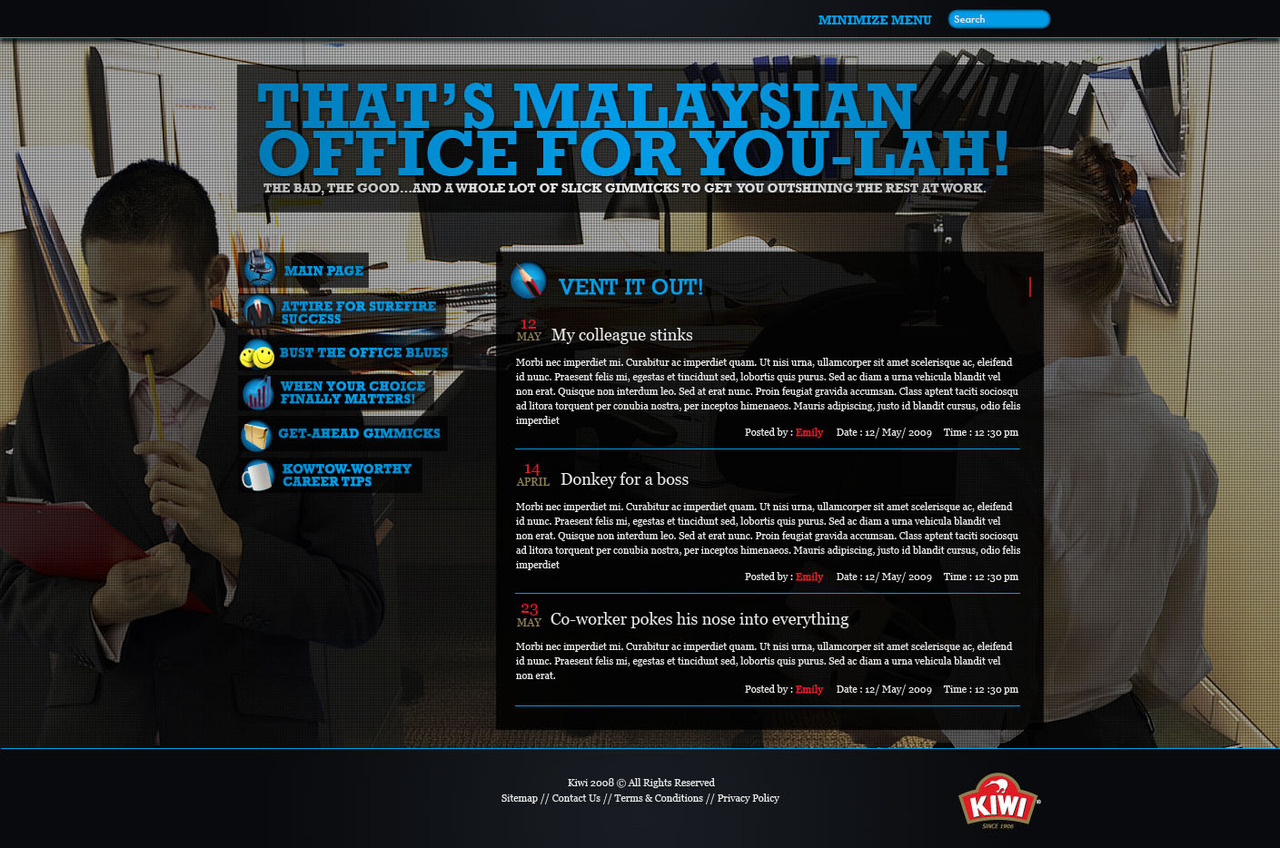 MINIMIZE MENU
Search
THAT'S MALAYSIAN
OFFICE FOR YOU-LAH!
THE BAD, THE GOOD...AND A WHOLE LOT OF SLICK GIMMICKS TO GET YOU OUTSHINING THE REST AT WORK.
MAIN PAGE
ATTIRE FOR SUREFIRE
SUCCESS
BUST THE OFFICE BLUES
WHEN YOUR CHOICE
FINALLY MATTERS!
GET-AHEAD GIMMICKS
KOWTOW-WORTHY
CAREER TIPS
VENT IT OUT!
12
MAY
My colleague stinks
Morbi nec imperdiet mi. Curabitur ac imperdiet quam. Ut nisi urna, ullamcorper sit amet scelerisque ac, eleifend
id nunc. Praesent felis mi, egestas et tincidunt sed, lobortis quis purus. Sed ac diam a urna vehicula blandit vel
non erat. Quisque non interdum leo. Sed at erat nunc. Proin feugiat gravida accumsan. Class aptent taciti sociosqu
ad litora torquent per conubia nostra, per inceptos himenaeos. Mauris adipiscing, justo id blandit cursus, odio felis
imperdiet
Posted by : Emily Date : 12/ May/ 2009 Time : 12 :30 pm
14
APRIL
Donkey for a boss
Morbi nec imperdiet mi. Curabitur ac imperdiet quam. Ut nisi urna, ullamcorper sit amet scelerisque ac, eleifend
id nunc. Praesent felis mi, egestas et tincidunt sed, lobortis quis purus. Sed ac diam a urna vehicula blandit vel
non erat. Quisque non interdum leo. Sed at erat nunc. Proin feugiat gravida accumsan. Class aptent taciti sociosqu
ad litora torquent per conubia nostra, per inceptos himenaeos. Mauris adipiscing, justo id blandit cursus, odio felis
imperdiet
Posted by : Emily Date : 12/ May/ 2009 Time : 12 :30 pm
23
MAY
Co-worker pokes his nose into everything
Morbi nec imperdiet mi. Curabitur ac imperdiet quam. Ut nisi urna, ullamcorper sit amet scelerisque ac, eleifend
id nunc. Praesent felis mi, egestas et tincidunt sed, lobortis quis purus. Sed ac diam a urna vehicula blandit vel
non erat.
Posted by : Emily Date : 12/ May/ 2009 Time : 12 :30 pm
Kiwi 2008 © All Rights Reserved
Sitemap // Contact Us // Terms & Conditions // Privacy Policy
KIWI®
SINCE 1906